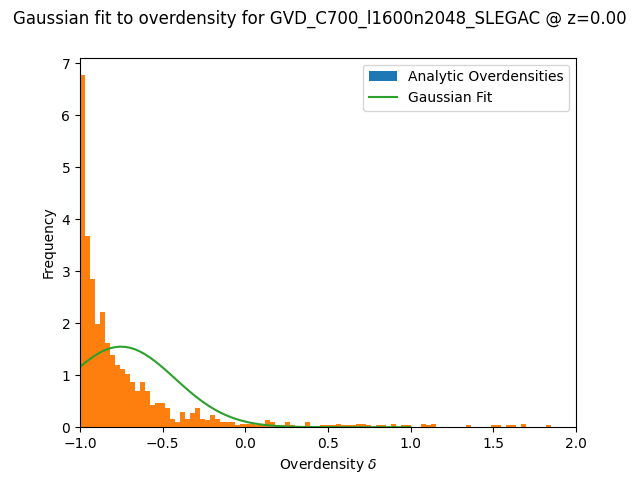 Gaussian fit to overdensity for GVD_C700_l1600n2048_SLEGAC @ z=0.00
7
6
5
4
3
2
1
0
Frequency
Analytic Overdensities
Gaussian Fit
−1.0 −0.5 0.0 0.5 1.0 1.5 2.0
Overdensity δ